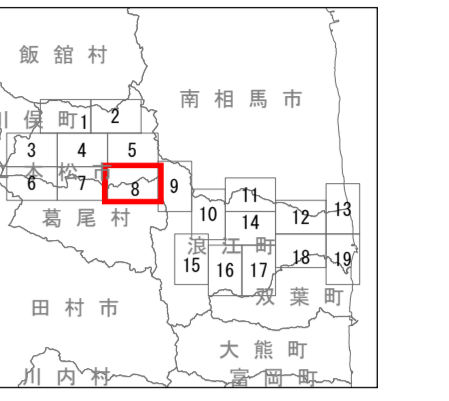 飯舘村
南相馬市
川俣町
1 2
3 4 5
二本松市
6 7 8 9
葛尾村
10 11 12 13
14
浪江町
15 16 17 18 19
双葉町
田村市
大熊町
川内村
富岡町